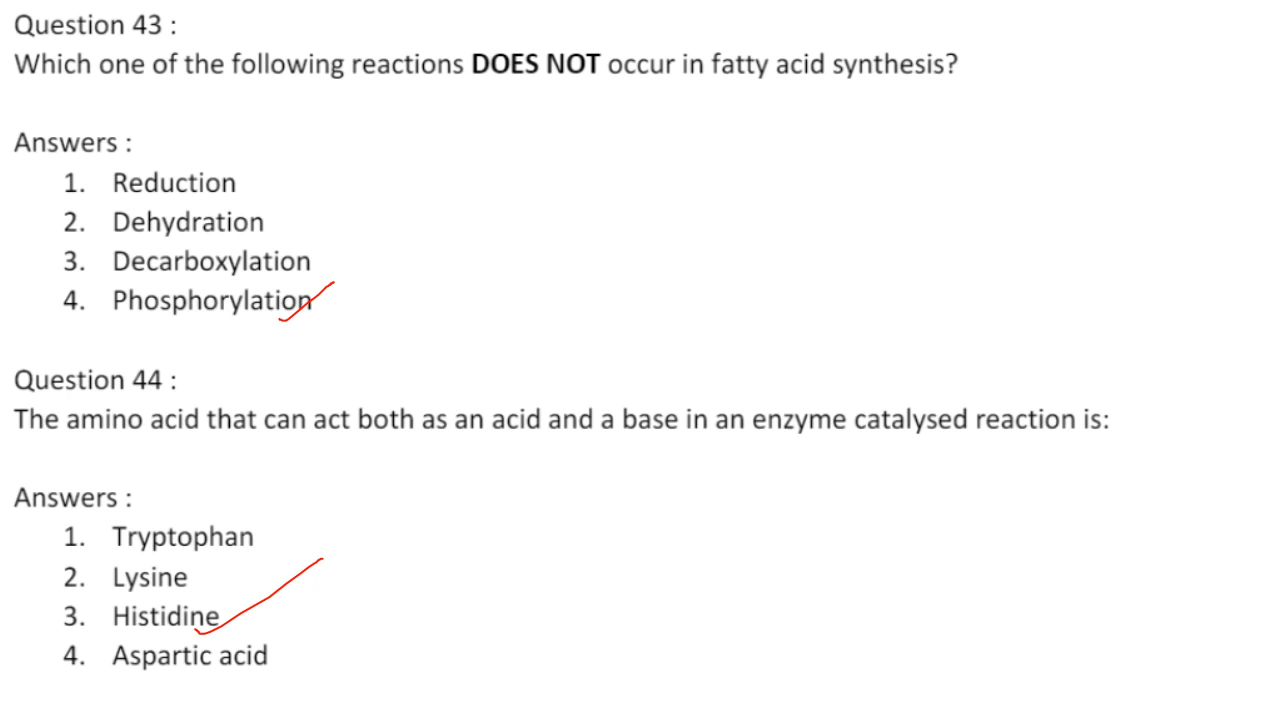 Question 43 :
Which one of the following reactions DOES NOT occur in fatty acid synthesis?
Answers :
1. Reduction
2. Dehydration
3. Decarboxylation
4. Phosphorylation
Question 44 :
The amino acid that can act both as an acid and a base in an enzyme catalysed reaction is:
Answers :
1. Tryptophan
2. Lysine
3. Histidine
4. Aspartic acid